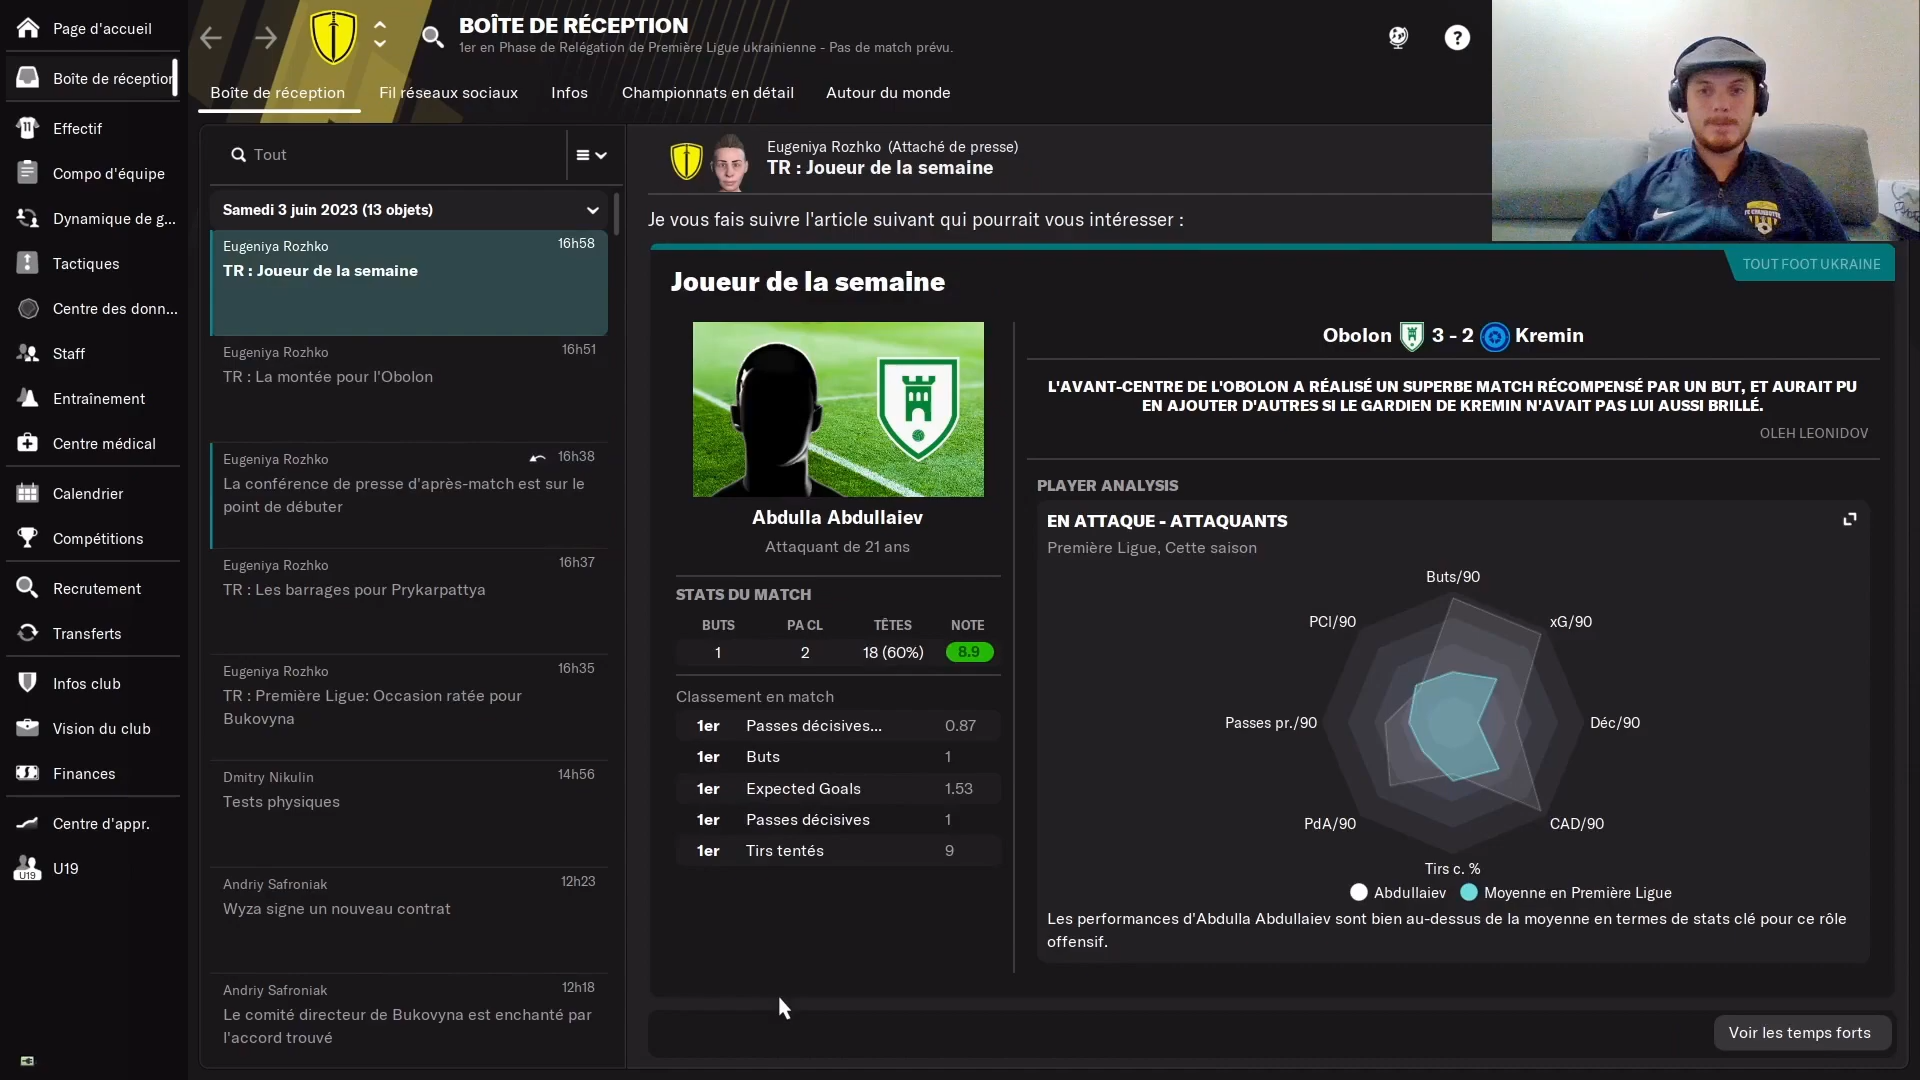 Page d'accueil
Boîte de réception
Effectif
Compo d'équipe
Dynamique de g...
Tactiques
Centre des donn...
Staff
Entraînement
Centre médical
Calendrier
Compétitions
Recrutement
Transferts
Infos club
Vision du club
Finances
Centre d'appr.
U19
U19
BOÎTE DE RÉCEPTION
1er en Phase de Relégation de Première Ligue ukrainienne - Pas de match prévu.
Boîte de réception
Fil réseaux sociaux
Infos
Championnats en détail
Autour du monde
Tout
Samedi 3 juin 2023 (13 objets)
Eugeniya Rozhko 16h58
TR : Joueur de la semaine
Eugeniya Rozhko 16h51
TR : La montée pour l'Obolon
Eugeniya Rozhko 16h38
La conférence de presse d'après-match est sur le
point de débuter
Eugeniya Rozhko 16h37
TR : Les barrages pour Prykarpattya
Eugeniya Rozhko 16h35
TR : Première Ligue: Occasion ratée pour
Bukovyna
Dmitry Nikulin 14h56
Tests physiques
Andriy Safroniak 12h23
Wyza signe un nouveau contrat
Andriy Safroniak 12h18
Le comité directeur de Bukovyna est enchanté par
l'accord trouvé
Eugeniya Rozhko (Attaché de presse)
TR : Joueur de la semaine
Je vous fais suivre l'article suivant qui pourrait vous intéresser :
TOUT FOOT UKRAINE
Joueur de la semaine
Abdulla Abdullaiev
Attaquant de 21 ans
STATS DU MATCH
BUTS PA CL TÊTES NOTE
1 2 18 (60%) 8.9
Classement en match
1er Passes décisives... 0.87
1er Buts 1
1er Expected Goals 1.53
1er Passes décisives 1
1er Tirs tentés 9
Obolon 3 - 2 Kremin
L'AVANT-CENTRE DE L'OBOLON A RÉALISÉ UN SUPERBE MATCH RÉCOMPENSÉ PAR UN BUT, ET AURAIT PU
EN AJOUTER D'AUTRES SI LE GARDIEN DE KREMIN N'AVAIT PAS LUI AUSSI BRILLÉ.
OLEH LEONIDOV
PLAYER ANALYSIS
EN ATTAQUE - ATTAQUANTS
Première Ligue, Cette saison
Buts/90
PCl/90
xG/90
Passes pr./90
Déc/90
PdA/90
CAD/90
Tirs c. %
Abdullaiev
Moyenne en Première Ligue
Les performances d'Abdulla Abdullaiev sont bien au-dessus de la moyenne en termes de stats clé pour ce rôle
offensif.
Voir les temps forts